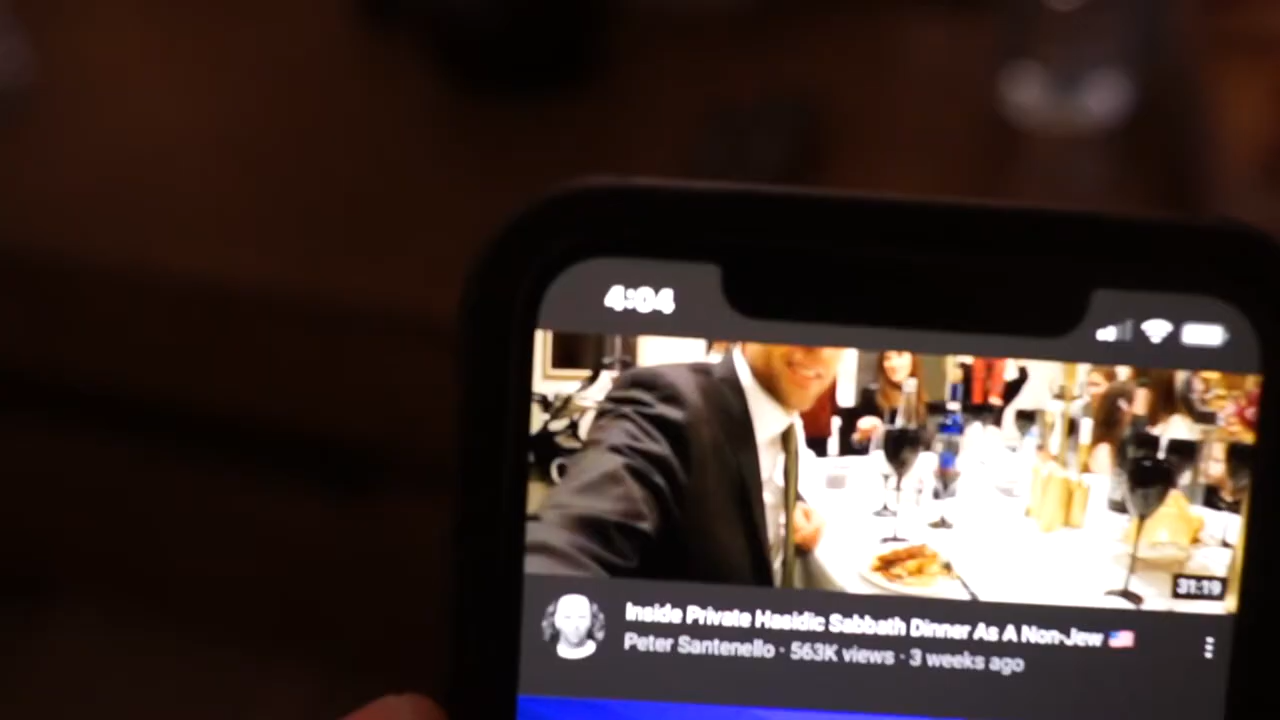 4:04
31:19
Inside Private Hasidic Sabbath Dinner As A Non-Jew 🇺🇸
Peter Santenello · 563K views · 3 weeks ago